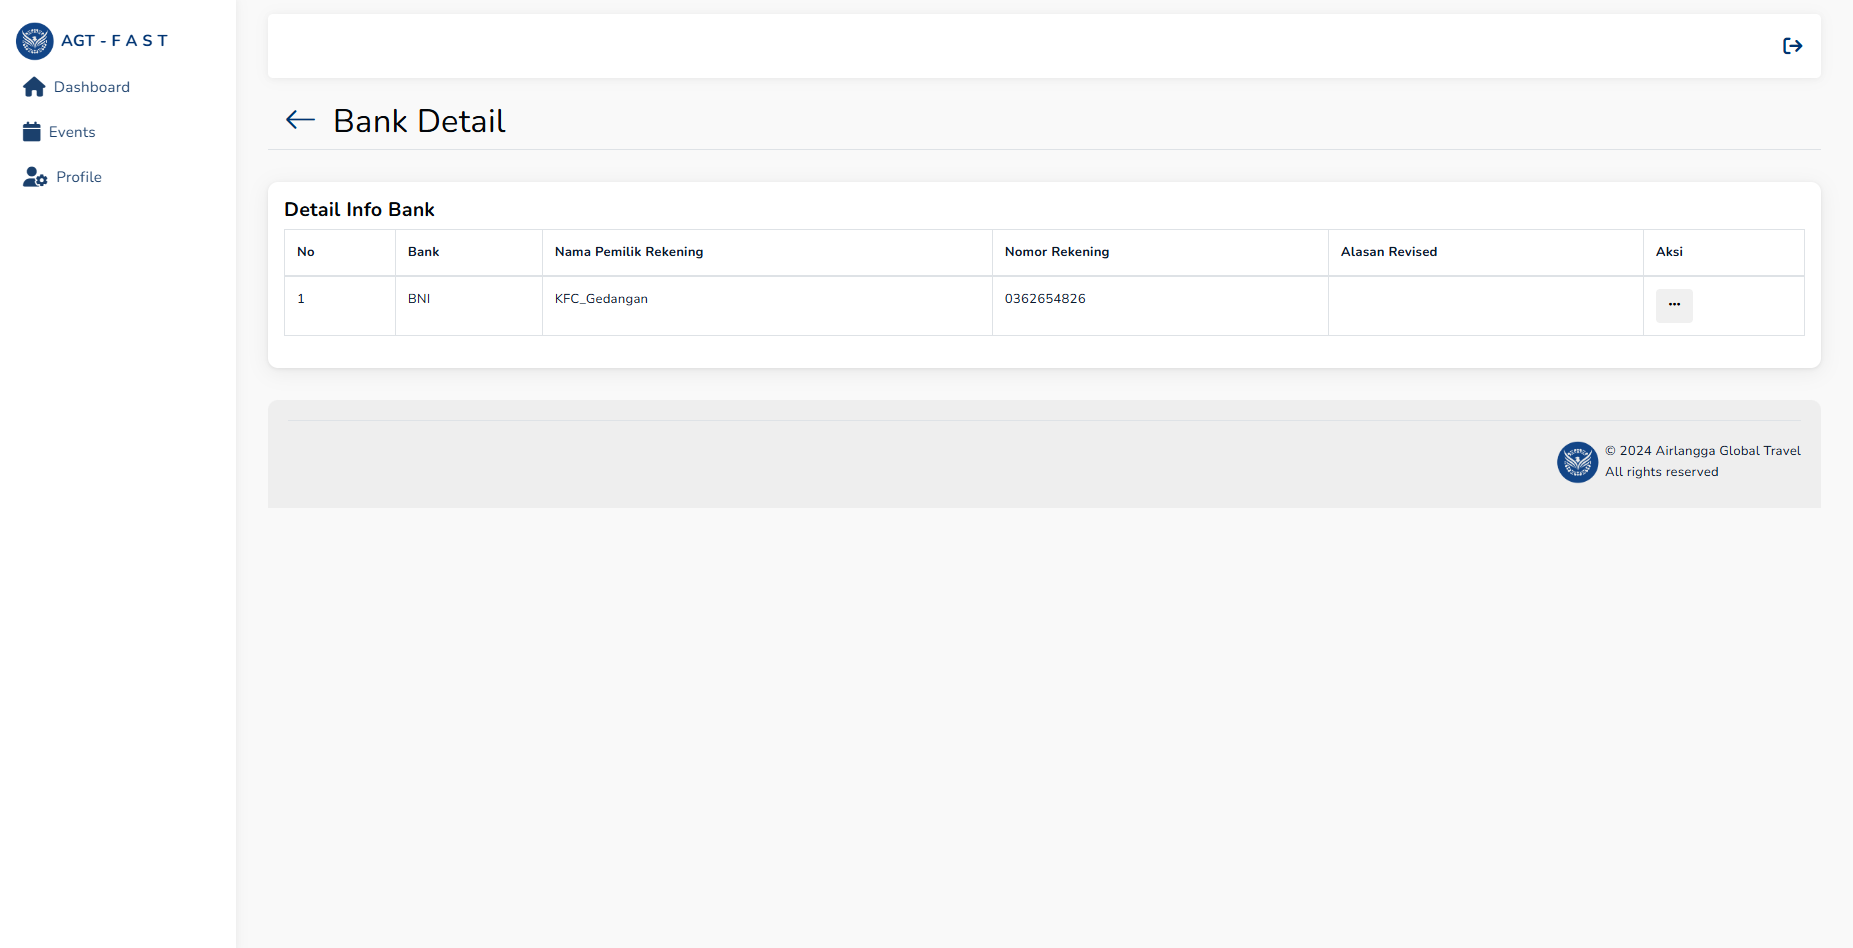 AGT - F A S T
Dashboard
Events
Profile
Bank Detail
Detail Info Bank
No Bank Nama Pemilik Rekening Nomor Rekening Alasan Revised Aksi
1 BNI KFC_Gedangan 0362654826 ...
© 2024 Airlangga Global Travel
All rights reserved